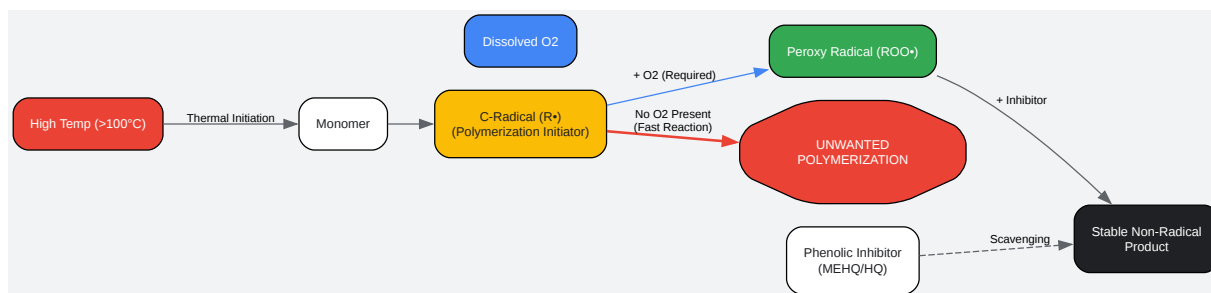 Dissolved O2
Peroxy Radical (ROO•)
+ O2 (Required)
+ Inhibitor
High Temp (>100°C)
Thermal Initiation
Monomer
C-Radical (R•)
(Polymerization Initiator)
No O2 Present
(Fast Reaction)
UNWANTED
POLYMERIZATION
Phenolic Inhibitor
(MEHQ/HQ)
Scavenging
Stable Non-Radical
Product